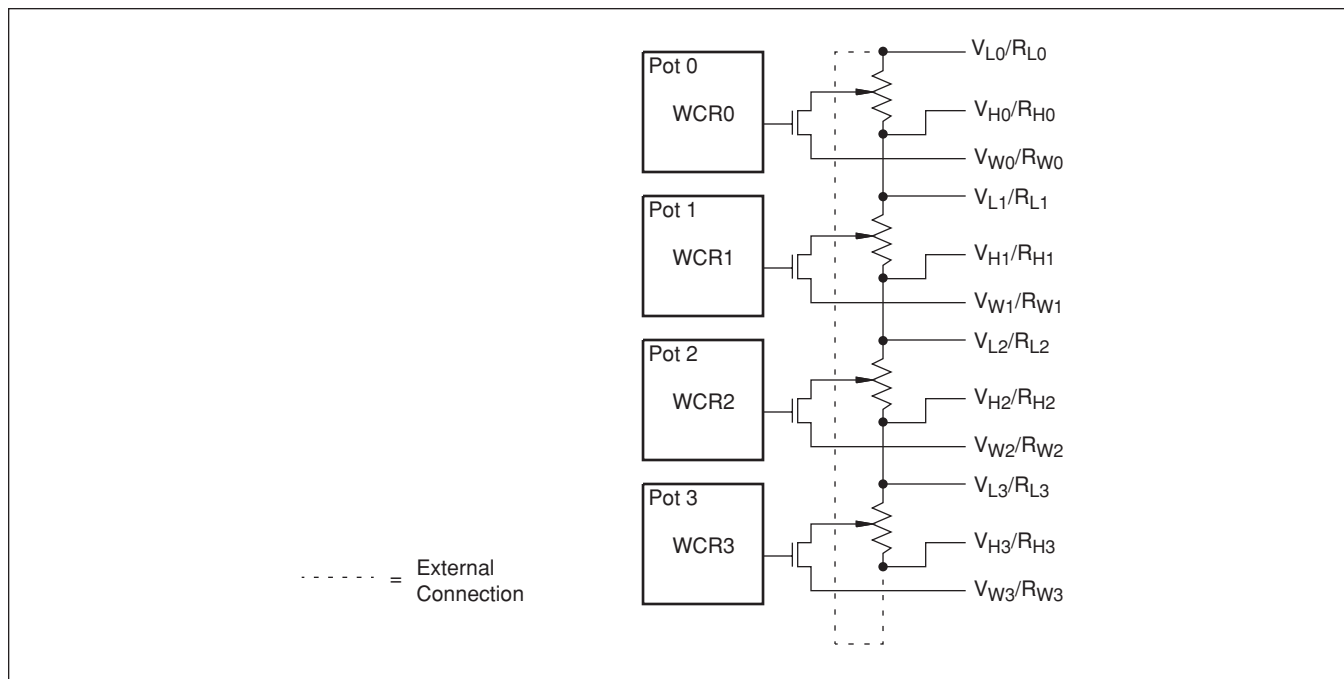 Pot 0
WCR0
VL0/RL0
VH0/RH0
VW0/RW0
Pot 1
WCR1
VL1/RL1
VH1/RH1
VW1/RW1
Pot 2
WCR2
VL2/RL2
VH2/RH2
VW2/RW2
Pot 3
WCR3
VL3/RL3
VH3/RH3
VW3/RW3
= External
Connection